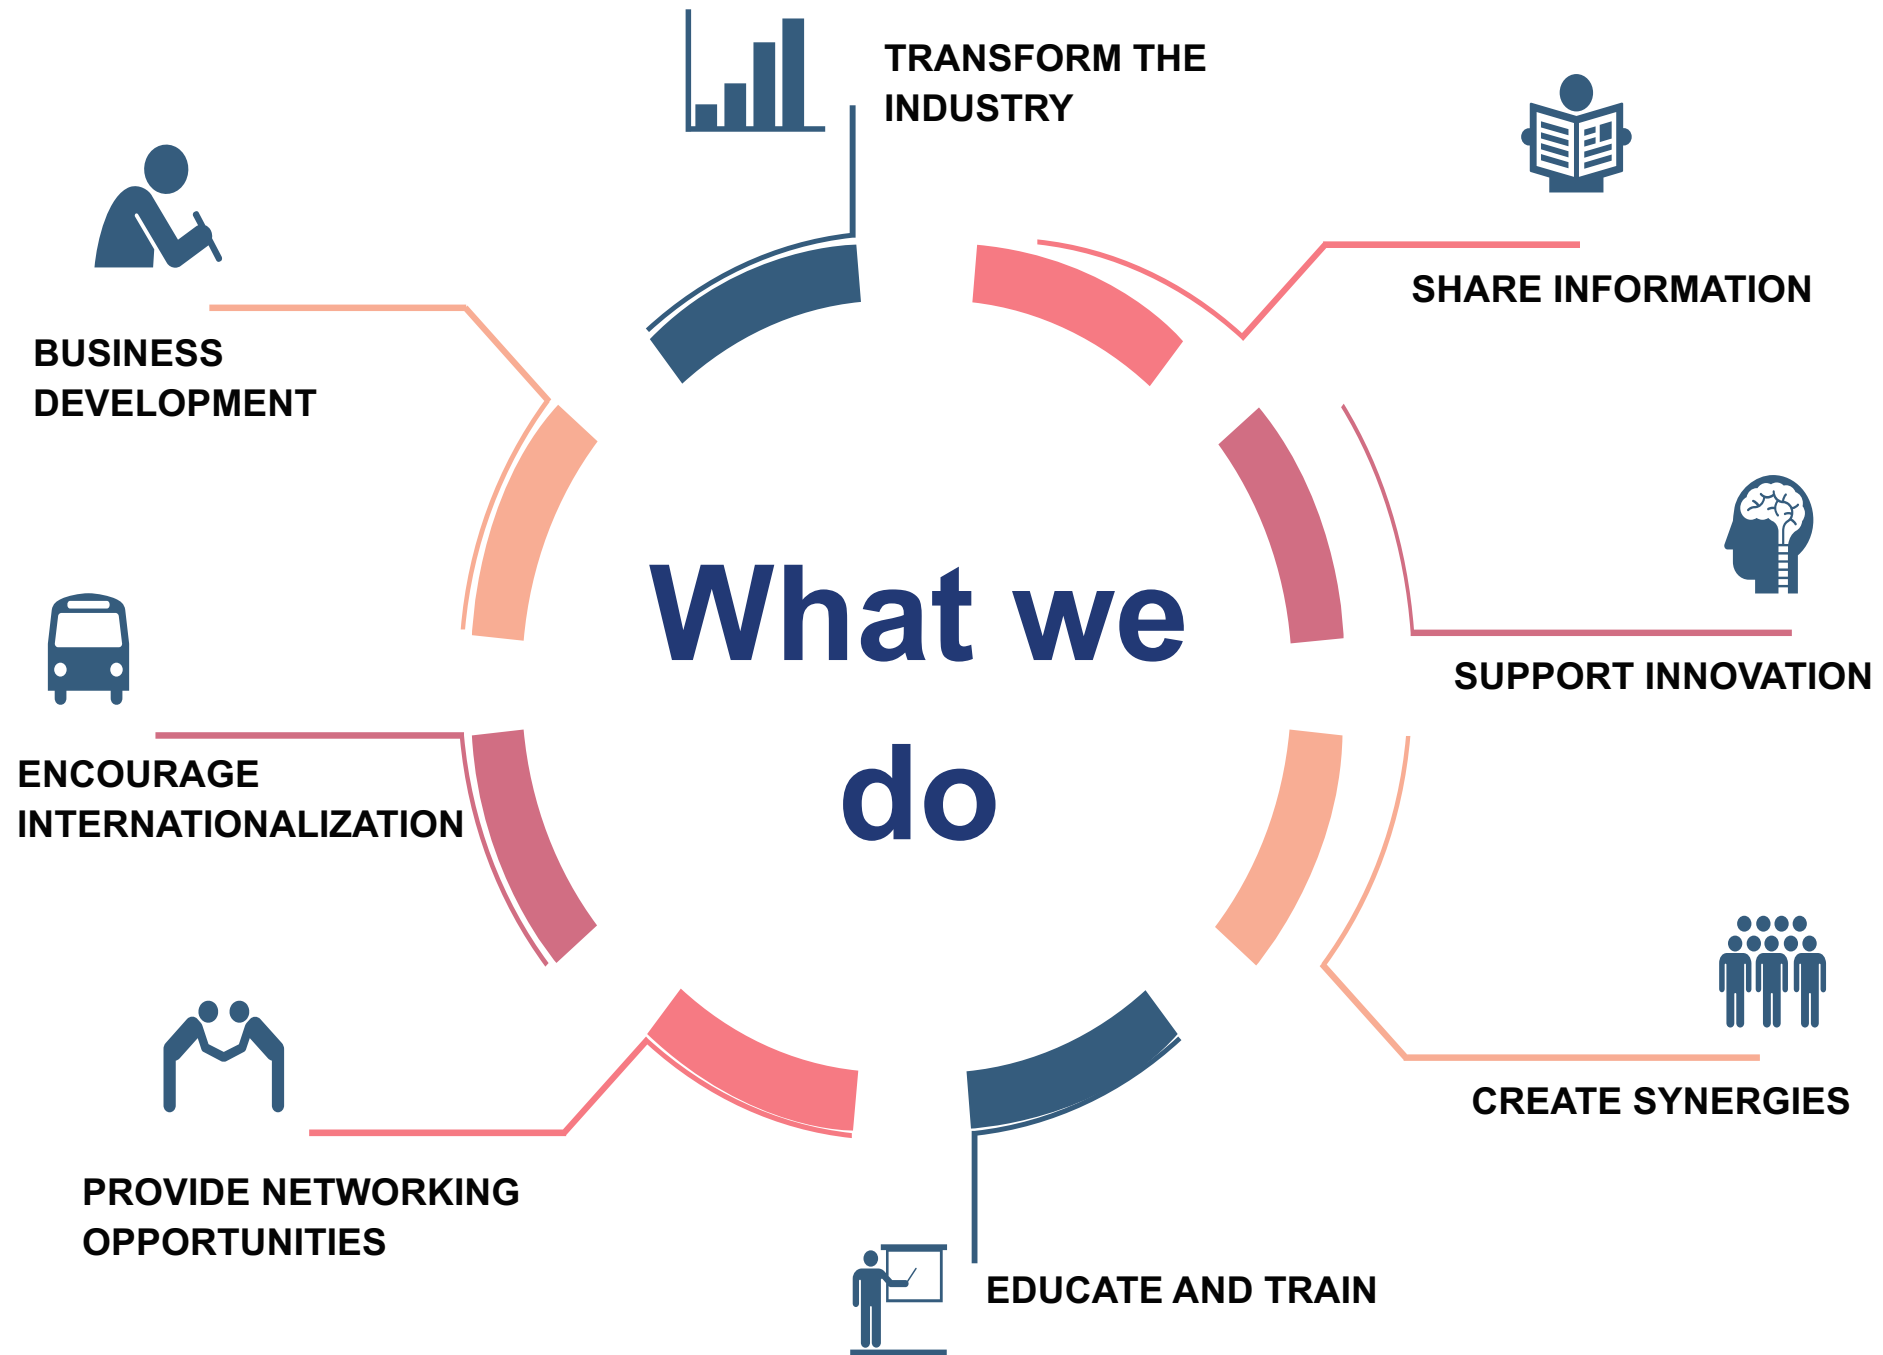 TRANSFORM THE
INDUSTRY
SHARE INFORMATION
BUSINESS
DEVELOPMENT
What we
do
SUPPORT INNOVATION
ENCOURAGE
INTERNATIONALIZATION
CREATE SYNERGIES
PROVIDE NETWORKING
OPPORTUNITIES
EDUCATE AND TRAIN